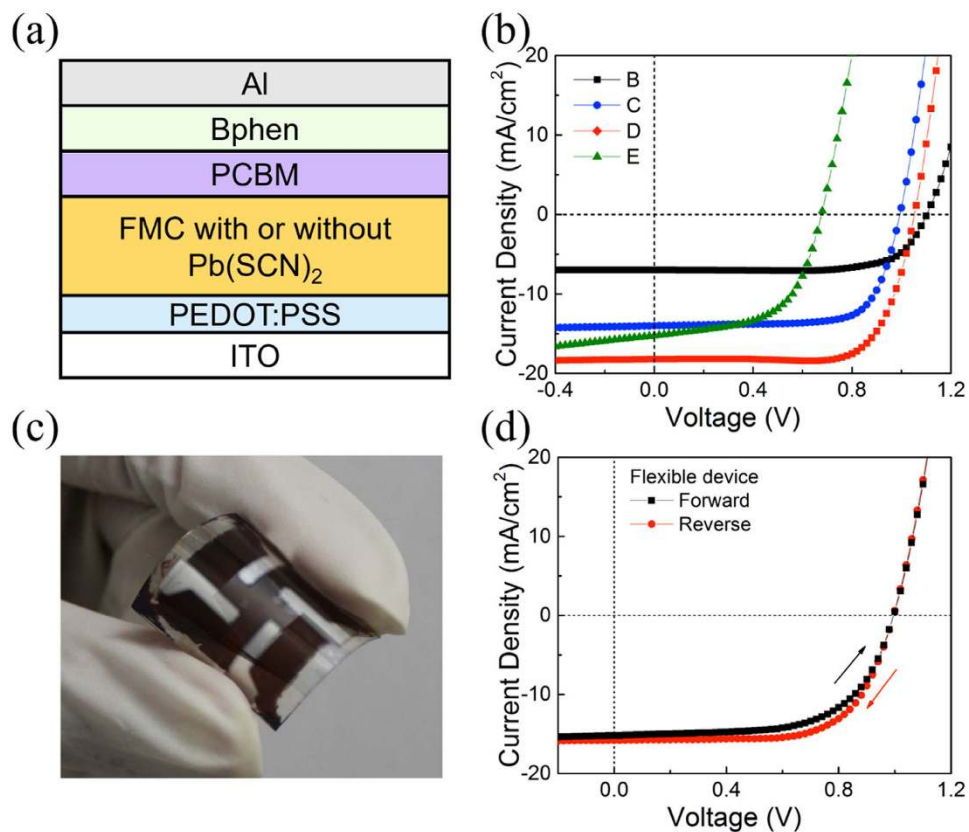 (a)
Al
Bphen
PCBM
FMC with or without
Pb(SCN)2
PEDOT:PSS
ITO
(b)
Current Density (mA/cm²)
20
10
0
-10
-20
B
C
D
E
-0.4
0.0
0.4
0.8
1.2
Voltage (V)
(c)
(d)
Current Density (mA/cm²)
20
10
0
-10
-20
Flexible device
Forward
Reverse
0.0
0.4
0.8
1.2
Voltage (V)